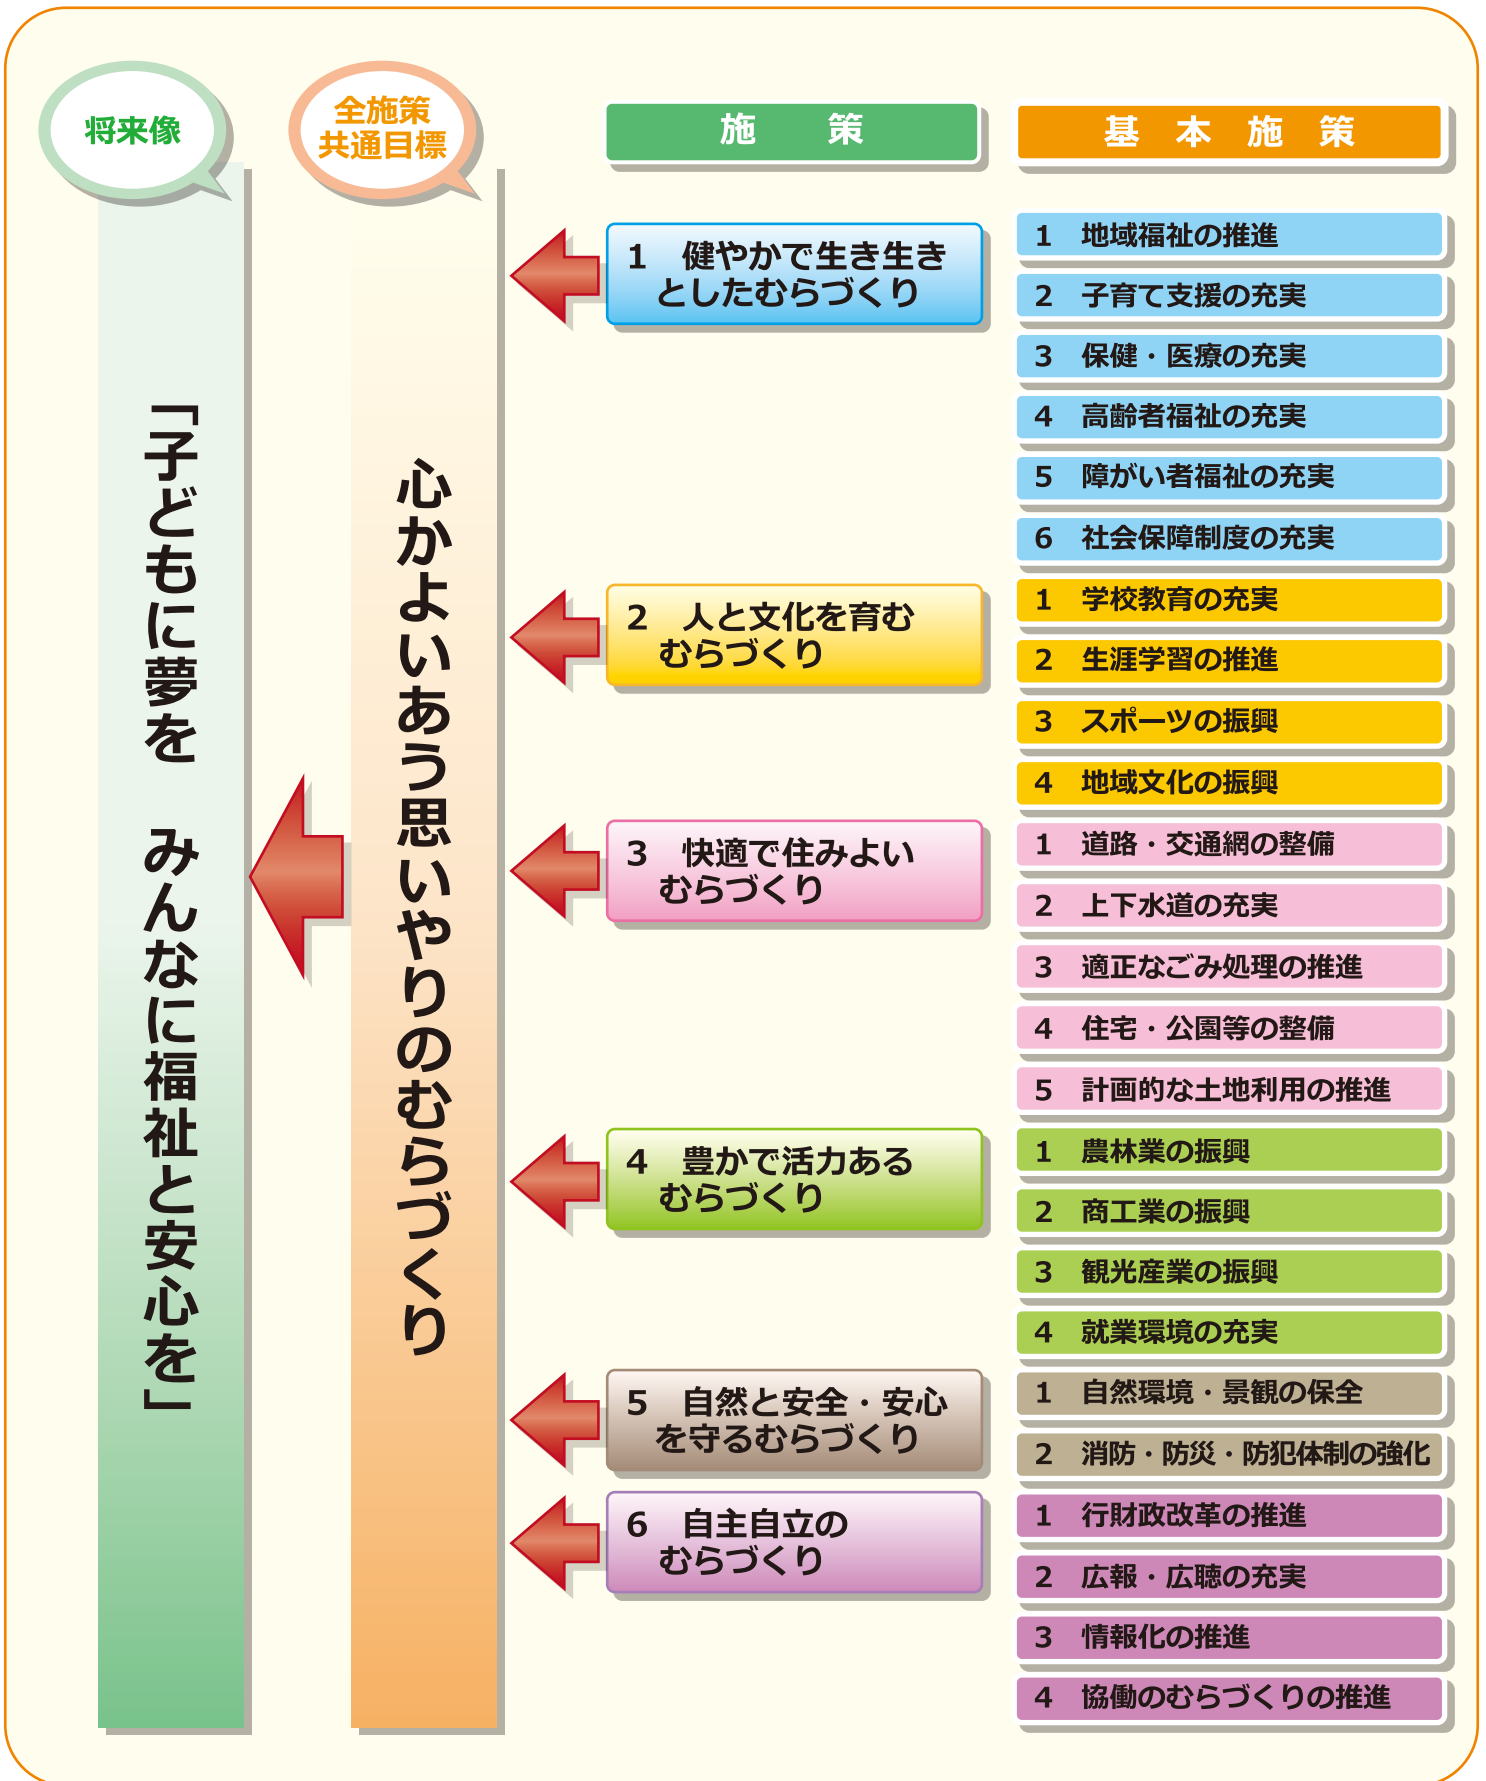 将来像
「子どもに夢を　みんなに福祉と安心を」
全施策
共通目標
心かよいあう思いやりのむらづくり
施　策
1　健やかで生き生き
としたむらづくり
2　人と文化を育む
むらづくり
3　快適で住みよい
むらづくり
4　豊かで活力ある
むらづくり
5　自然と安全・安心
を守るむらづくり
6　自主自立の
むらづくり
基　本　施　策
1　地域福祉の推進
2　子育て支援の充実
3　保健・医療の充実
4　高齢者福祉の充実
5　障がい者福祉の充実
6　社会保障制度の充実
1　学校教育の充実
2　生涯学習の推進
3　スポーツの振興
4　地域文化の振興
1　道路・交通網の整備
2　上下水道の充実
3　適正なごみ処理の推進
4　住宅・公園等の整備
5　計画的な土地利用の推進
1　農林業の振興
2　商工業の振興
3　観光産業の振興
4　就業環境の充実
1　自然環境・景観の保全
2　消防・防災・防犯体制の強化
1　行財政改革の推進
2　広報・広聴の充実
3　情報化の推進
4　協働のむらづくりの推進